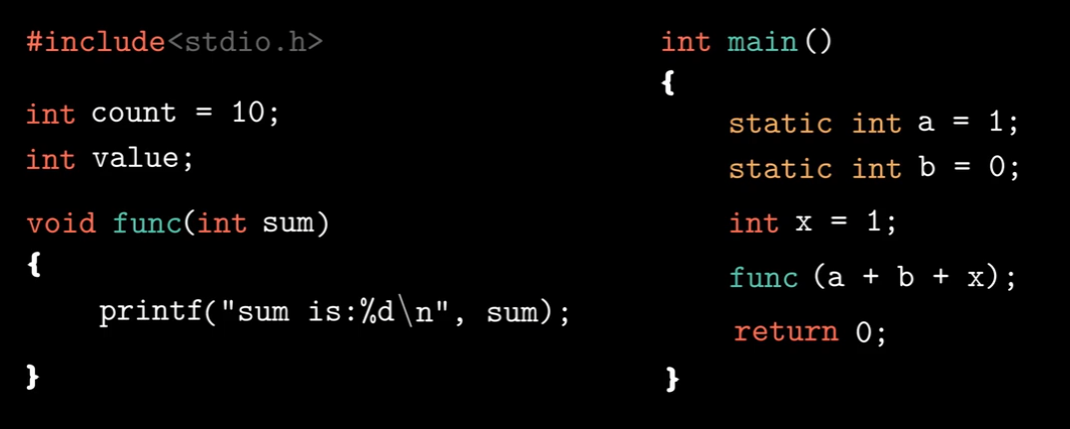 #include<stdio.h>
int count = 10;
int value;
void func(int sum)
{
printf("sum is:%d\n", sum);
}
int main()
{
static int a = 1;
static int b = 0;
int x = 1;
func (a + b + x);
return 0;
}